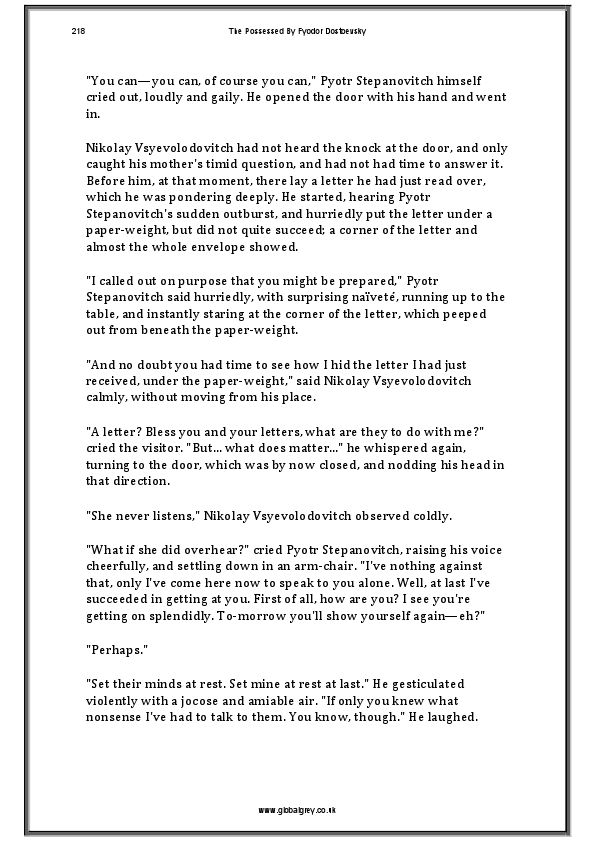 218
The Possessed By Fyodor Dostoevsky
"You can—you can, of course you can," Pyotr Stepanovitch himself
cried out, loudly and gaily. He opened the door with his hand and went
in.
Nikolay Vsyevolodovitch had not heard the knock at the door, and only
caught his mother's timid question, and had not had time to answer it.
Before him, at that moment, there lay a letter he had just read over,
which he was pondering deeply. He started, hearing Pyotr
Stepanovitch's sudden outburst, and hurriedly put the letter under a
paper-weight, but did not quite succeed; a corner of the letter and
almost the whole envelope showed.
"I called out on purpose that you might be prepared," Pyotr
Stepanovitch said hurriedly, with surprising naïveté, running up to the
table, and instantly staring at the corner of the letter, which peeped
out from beneath the paper-weight.
"And no doubt you had time to see how I hid the letter I had just
received, under the paper-weight," said Nikolay Vsyevolodovitch
calmly, without moving from his place.
"A letter? Bless you and your letters, what are they to do with me?"
cried the visitor. "But... what does matter..." he whispered again,
turning to the door, which was by now closed, and nodding his head in
that direction.
"She never listens," Nikolay Vsyevolodovitch observed coldly.
"What if she did overhear?" cried Pyotr Stepanovitch, raising his voice
cheerfully, and settling down in an arm-chair. "I've nothing against
that, only I've come here now to speak to you alone. Well, at last I've
succeeded in getting at you. First of all, how are you? I see you're
getting on splendidly. To-morrow you'll show yourself again—eh?"
"Perhaps."
"Set their minds at rest. Set mine at rest at last." He gesticulated
violently with a jocose and amiable air. "If only you knew what
nonsense I've had to talk to them. You know, though." He laughed.
www.globalgrey.co.uk